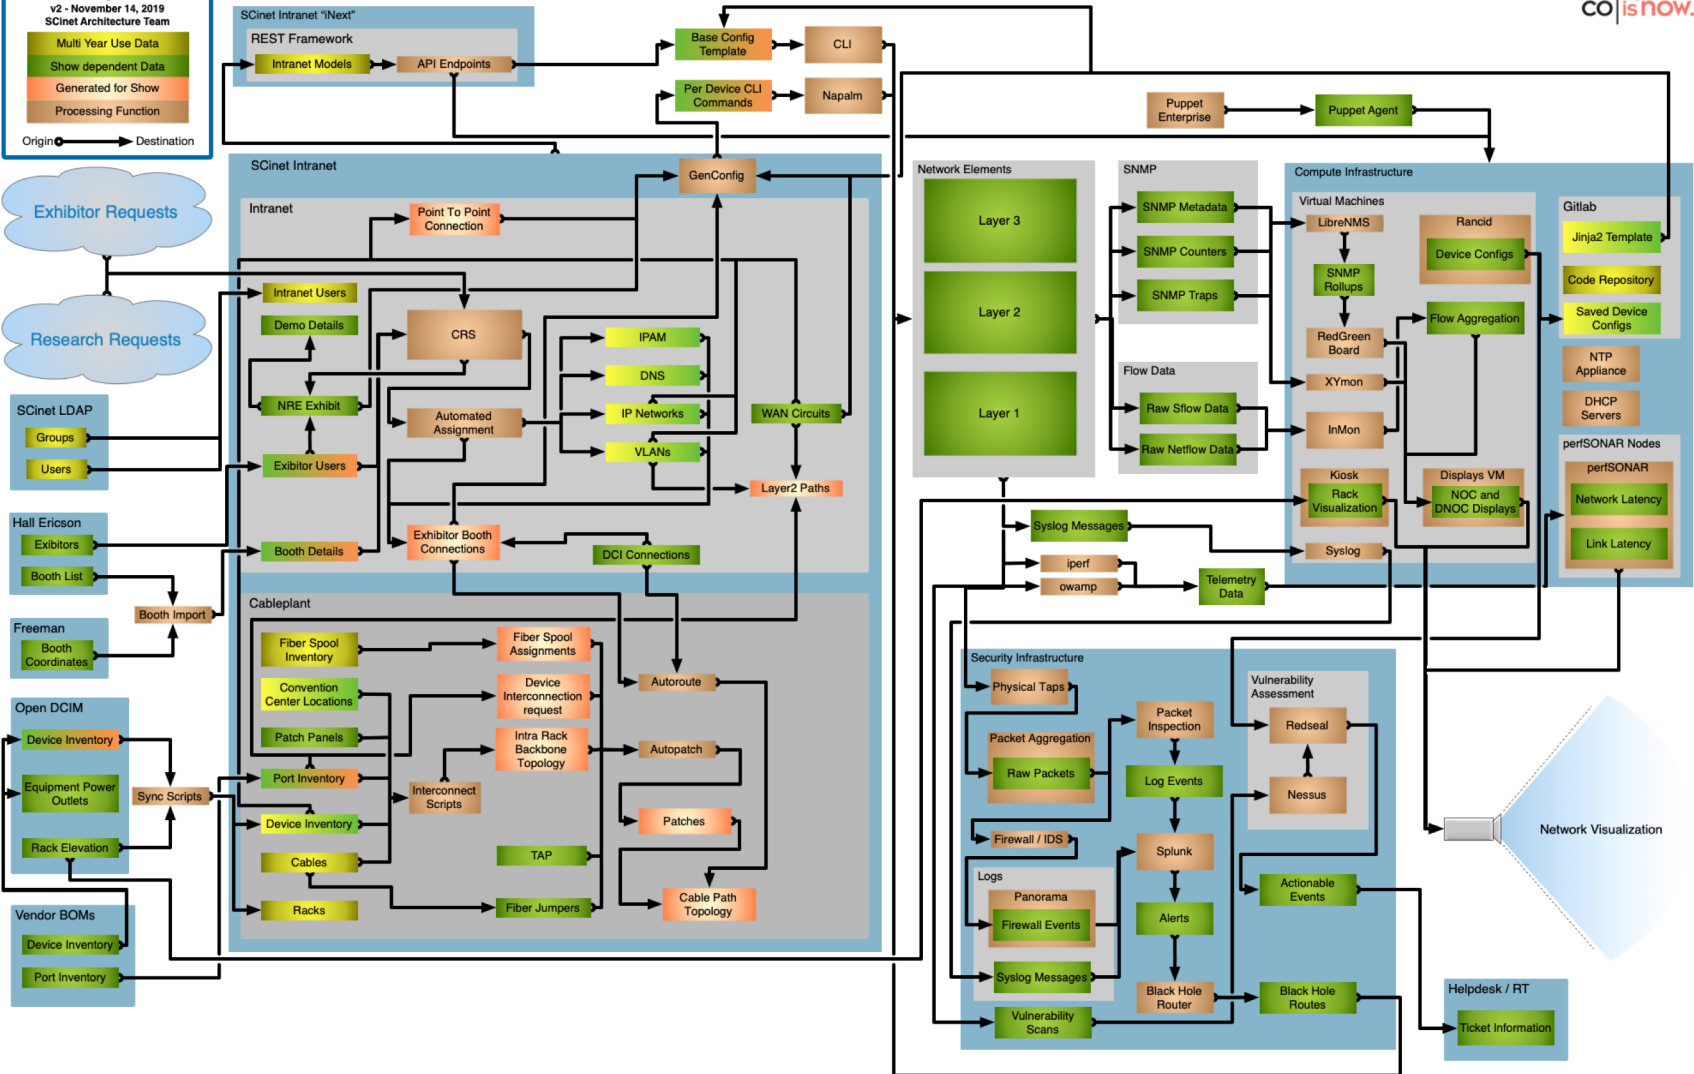 v2 - November 14, 2019
SCinet Architecture Team
Multi Year Use Data
Show dependent Data
Generated for Show
Processing Function
Origin
Destination
co|is now.
SCinet Intranet “iNext”
REST Framework
Intranet Models
API Endpoints
Base Config
Template
CLI
Per Device CLI
Commands
Napalm
Puppet
Enterprise
Puppet Agent
Exhibitor Requests
Research Requests
SCinet LDAP
Groups
Users
Hall Ericson
Exibitors
Booth List
Booth Import
Freeman
Booth
Coordinates
Open DCIM
Device Inventory
Equipment Power
Outlets
Rack Elevation
Sync Scripts
Vendor BOMs
Device Inventory
Port Inventory
SCinet Intranet
GenConfig
Intranet
Point To Point
Connection
Intranet Users
Demo Details
CRS
NRE Exhibit
Automated
Assignment
Exibitor Users
Booth Details
IPAM
DNS
IP Networks
VLANs
WAN Circuits
Layer2 Paths
Exhibitor Booth
Connections
DCI Connections
Cableplant
Fiber Spool
Inventory
Convention
Center Locations
Patch Panels
Port Inventory
Device Inventory
Cables
Racks
Interconnect
Scripts
Fiber Spool
Assignments
Device
Interconnection
request
Intra Rack
Backbone
Topology
TAP
Fiber Jumpers
Autoroute
Autopatch
Patches
Cable Path
Topology
Network Elements
Layer 3
Layer 2
Layer 1
SNMP
SNMP Metadata
SNMP Counters
SNMP Traps
Flow Data
Raw Sflow Data
Raw Netflow Data
Syslog Messages
iperf
owamp
Telemetry
Data
Compute Infrastructure
Virtual Machines
LibreNMS
SNMP
Rollups
RedGreen
Board
XYmon
InMon
Rancid
Device Configs
Flow Aggregation
Kiosk
Rack
Visualization
Displays VM
NOC and
DNOC Displays
Syslog
Gitlab
Jinja2 Template
Code Repository
Saved Device
Configs
NTP
Appliance
DHCP
Servers
perfSONAR Nodes
perfSONAR
Network Latency
Link Latency
Security Infrastructure
Physical Taps
Packet Aggregation
Raw Packets
Firewall / IDS
Logs
Panorama
Firewall Events
Syslog Messages
Vulnerability
Scans
Packet
Inspection
Log Events
Splunk
Alerts
Black Hole
Router
Vulnerability
Assessment
Redseal
Nessus
Actionable
Events
Black Hole
Routes
Network Visualization
Helpdesk / RT
Ticket Information